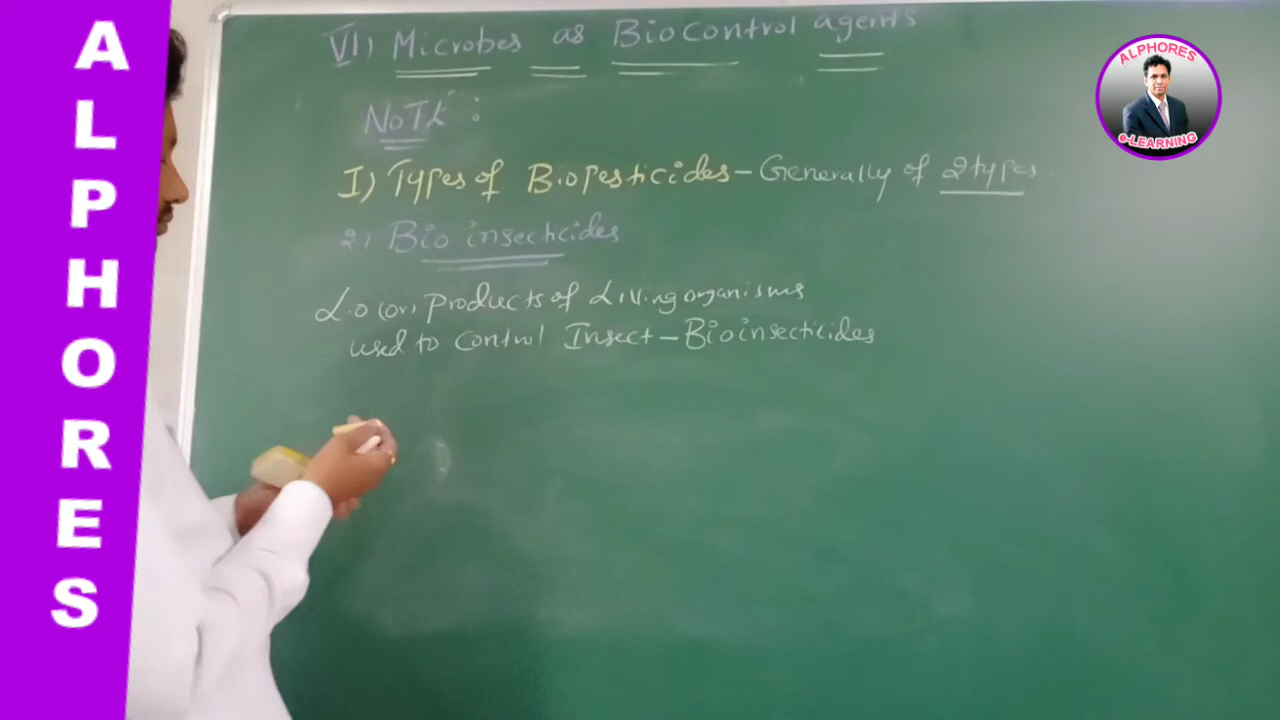 ALPHORES
VI) Microbes as Biocontrol agents
NOTE :
I) Types of Biopesticides – Generally of 2 types
2) Bio insecticides
L.O (or) Products of Living organisms
used to control Insect – Bioinsecticides
ALPHORES
e-LEARNING